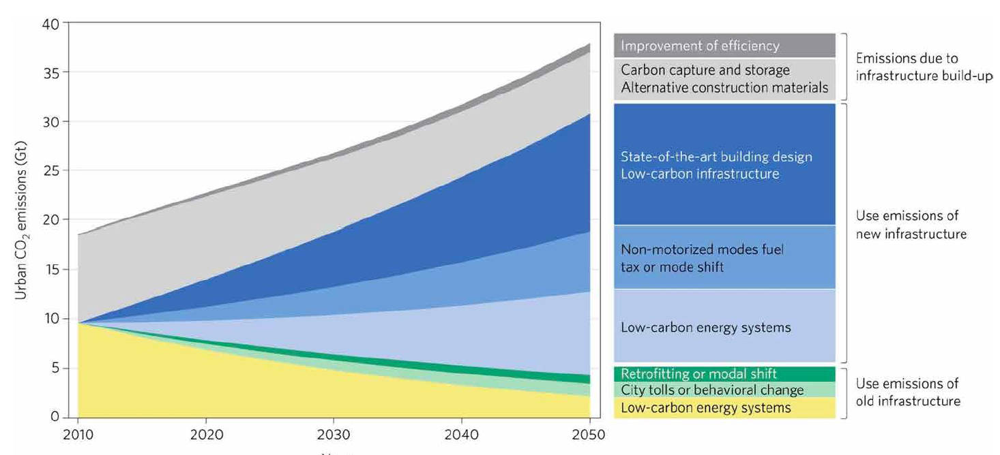 40
35
30
25
20
15
10
5
0
Urban CO2 emissions (Gt)
2010
2020
2030
2040
2050
Improvement of efficiency
Carbon capture and storage
Alternative construction materials
Emissions due to
infrastructure build-up
State-of-the-art building design
Low-carbon infrastructure
Non-motorized modes fuel
tax or mode shift
Low-carbon energy systems
Use emissions of
new infrastructure
Retrofitting or modal shift
City tolls or behavioral change
Low-carbon energy systems
Use emissions of
old infrastructure